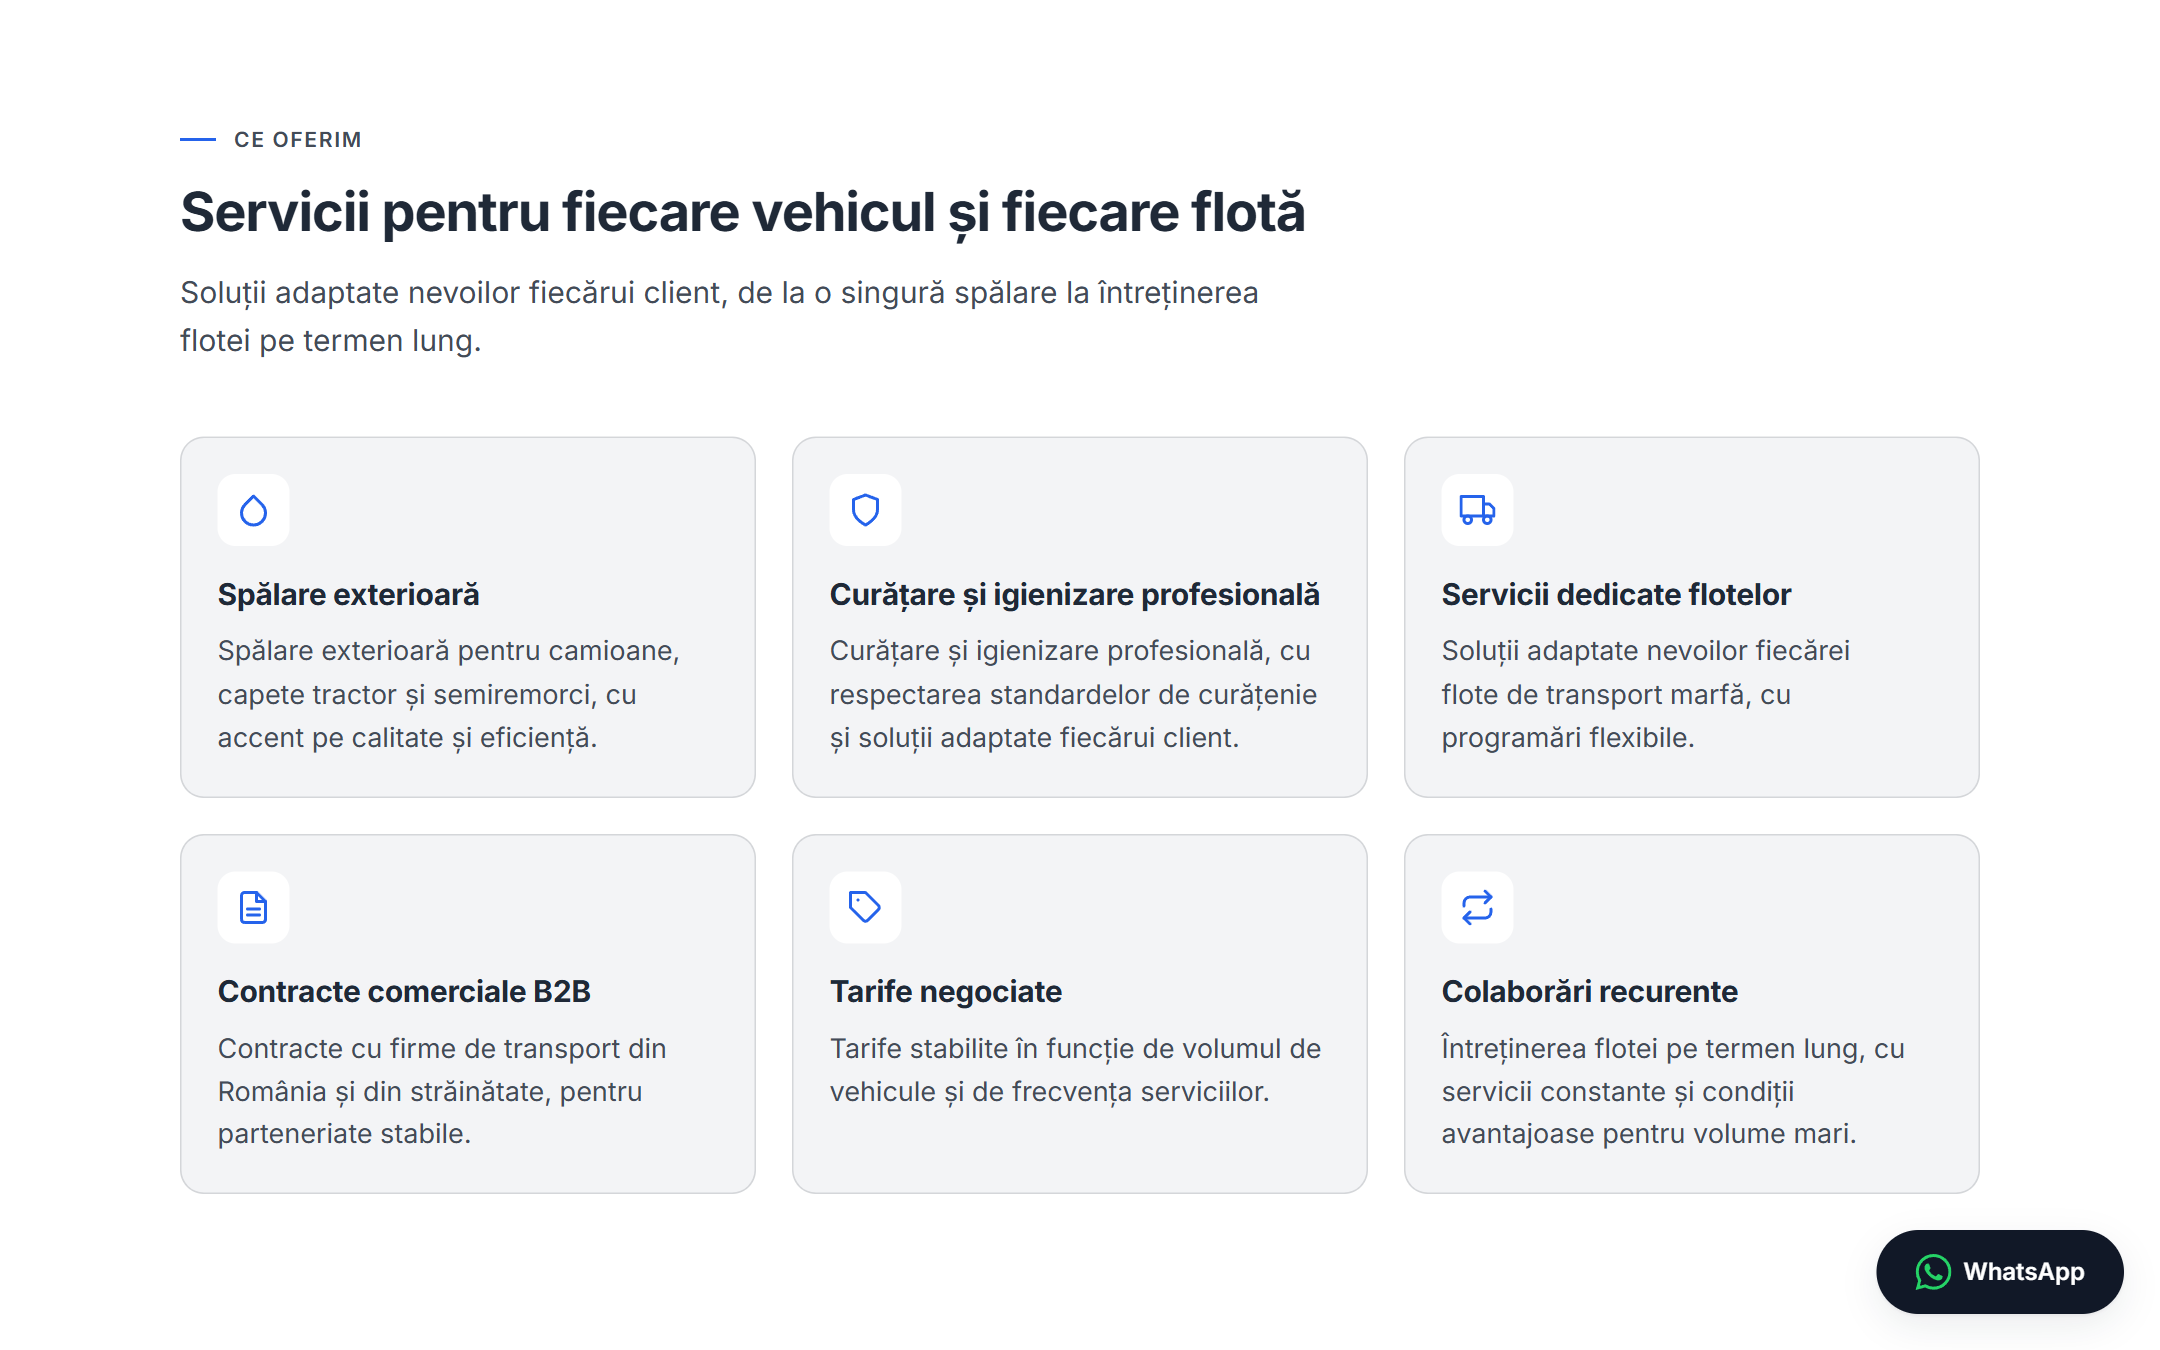 CE OFERIM
Servicii pentru fiecare vehicul și fiecare flotă
Soluții adaptate nevoilor fiecărui client, de la o singură spălare la întreținerea
flotei pe termen lung.
Spălare exterioară
Spălare exterioară pentru camioane,
capete tractor și semiremorci, cu
accent pe calitate și eficiență.
Curățare și igienizare profesională
Curățare și igienizare profesională, cu
respectarea standardelor de curățenie
și soluții adaptate fiecărui client.
Servicii dedicate flotelor
Soluții adaptate nevoilor fiecărei
flote de transport marfă, cu
programări flexibile.
Contracte comerciale B2B
Contracte cu firme de transport din
România și din străinătate, pentru
parteneriate stabile.
Tarife negociate
Tarife stabilite în funcție de volumul de
vehicule și de frecvența serviciilor.
Colaborări recurente
Întreținerea flotei pe termen lung, cu
servicii constante și condiții
avantajoase pentru volume mari.
WhatsApp